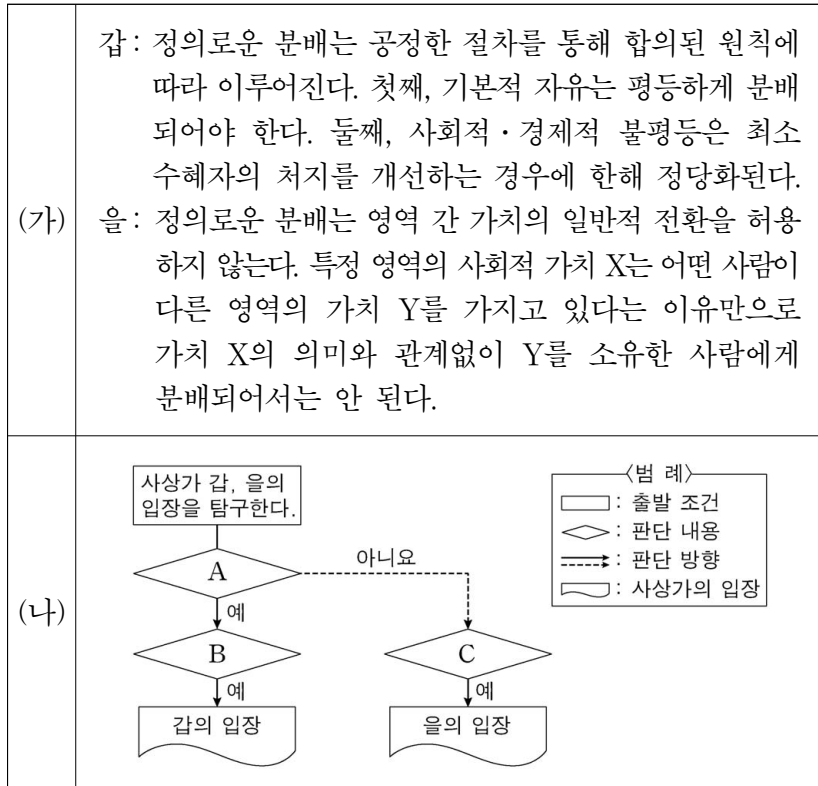 갑: 정의로운 분배는 공정한 절차를 통해 합의된 원칙에
따라 이루어진다. 첫째, 기본적 자유는 평등하게 분배
되어야 한다. 둘째, 사회적·경제적 불평등은 최소
수혜자의 처지를 개선하는 경우에 한해 정당화된다.
(가)
을: 정의로운 분배는 영역 간 가치의 일반적 전환을 허용
하지 않는다. 특정 영역의 사회적 가치 X는 어떤 사람이
다른 영역의 가치 Y를 가지고 있다는 이유만으로
가치 X의 의미와 관계없이 Y를 소유한 사람에게
분배되어서는 안 된다.
(나)
사상가 갑, 을의
입장을 탐구한다.
A
아니요
예
B
C
예
예
갑의 입장
을의 입장
〈범 례〉
: 출발 조건
: 판단 내용
: 판단 방향
: 사상가의 입장